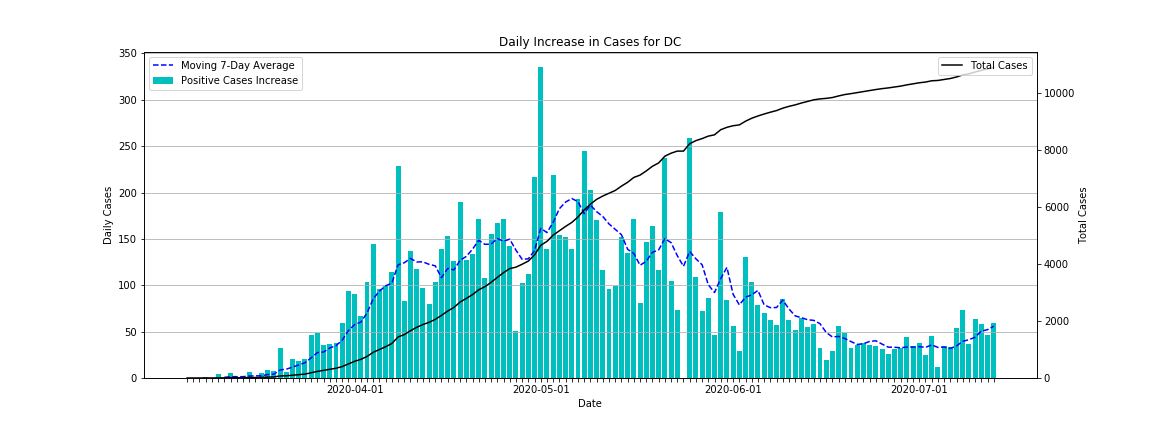 Daily Increase in Cases for DC
Moving 7-Day Average
Positive Cases Increase
Total Cases
350
300
250
200
150
100
50
0
Daily Cases
10000
8000
6000
4000
2000
0
Total Cases
2020-04-01
2020-05-01
2020-06-01
2020-07-01
Date